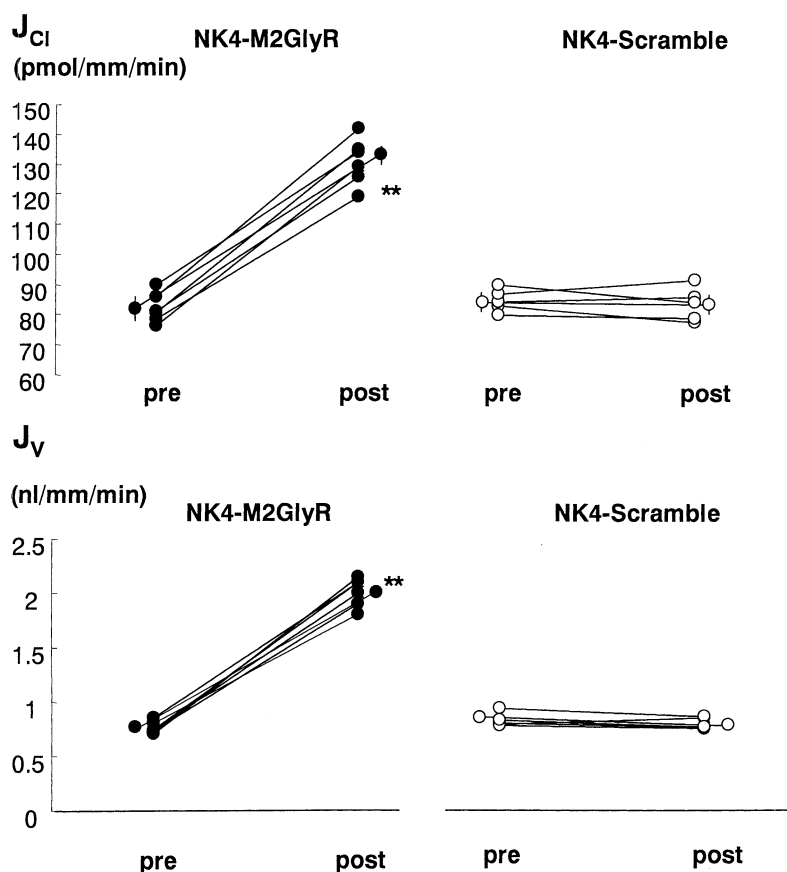 JCl
NK4-M2GlyR
NK4-Scramble
(pmol/mm/min)
150
140
130
120
110
100
90
80
70
60
**
pre
post
pre
post
JV
(nl/mm/min)
NK4-M2GlyR
NK4-Scramble
2.5
2
1.5
1
0.5
0
**
pre
post
pre
post